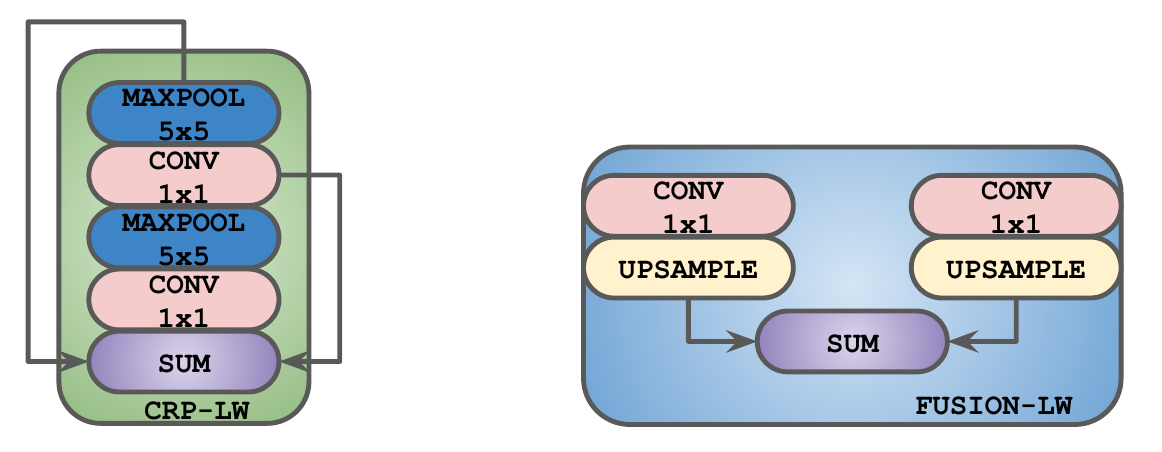 MAXPOOL
5x5
CONV
1x1
MAXPOOL
5x5
CONV
1x1
SUM
CRP-LW
CONV
1x1
UPSAMPLE
CONV
1x1
UPSAMPLE
SUM
FUSION-LW